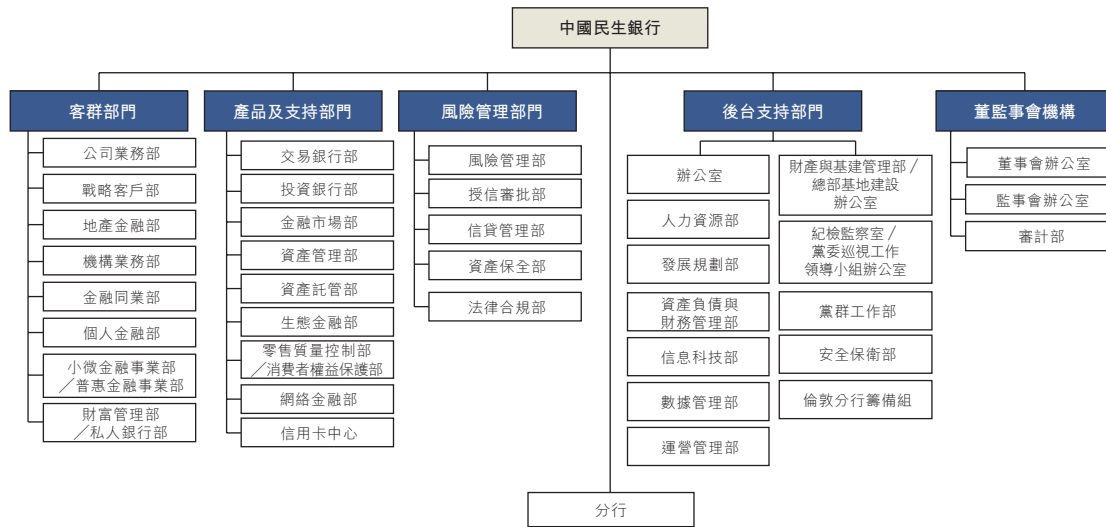 中國民生銀行
客群部門
公司業務部
戰略客戶部
地產金融部
機構業務部
金融同業部
個人金融部
小微金融事業部
／普惠金融事業部
財富管理部
／私人銀行部
產品及支持部門
交易銀行部
投資銀行部
金融市場部
資產管理部
資產託管部
生態金融部
零售質量控制部
／消費者權益保護部
網絡金融部
信用卡中心
風險管理部門
風險管理部
授信審批部
信貸管理部
資產保全部
法律合規部
後台支持部門
辦公室
人力資源部
發展規劃部
資產負債與
財務管理部
信息科技部
數據管理部
運營管理部
財產與基建管理部／
總部基地建設
辦公室
紀檢監察室／
黨委巡視工作
領導小組辦公室
黨群工作部
安全保衛部
倫敦分行籌備組
董監事會機構
董事會辦公室
監事會辦公室
審計部
分行